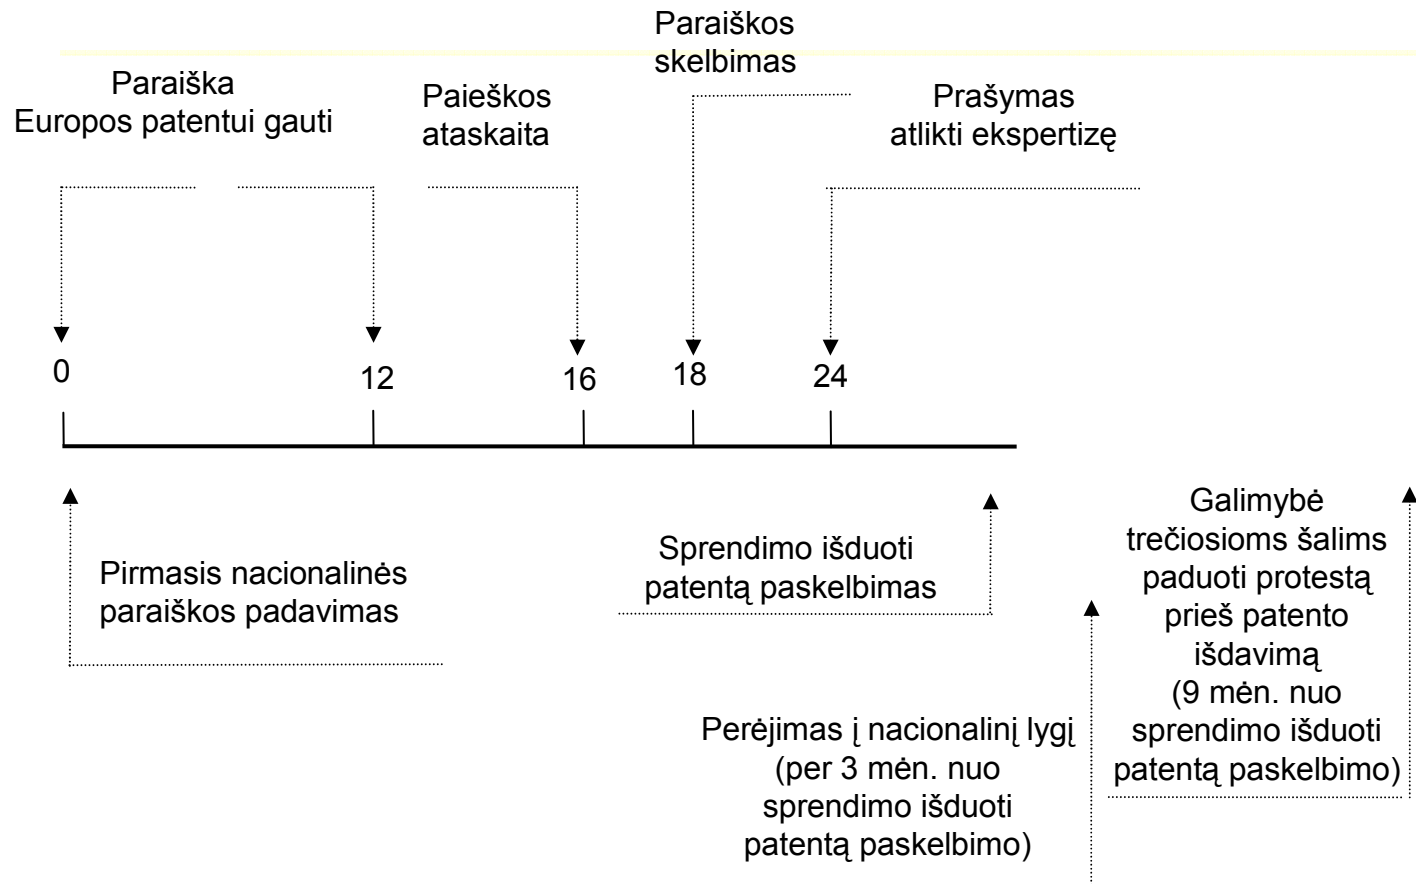 Paraiškos
skelbimas
Paraiška
Europos patentui gauti
Paieškos
ataskaita
Prašymas
atlikti ekspertizę
0
12
16
18
24
Pirmasis nacionalinės
paraiškos padavimas
Sprendimo išduoti
patentą paskelbimas
Perėjimas į nacionalinį lygį
(per 3 mėn. nuo
sprendimo išduoti
patentą paskelbimo)
Galimybė
trečiosioms šalims
paduoti protestą
prieš patento
išdavimą
(9 mėn. nuo
sprendimo išduoti
patentą paskelbimo)